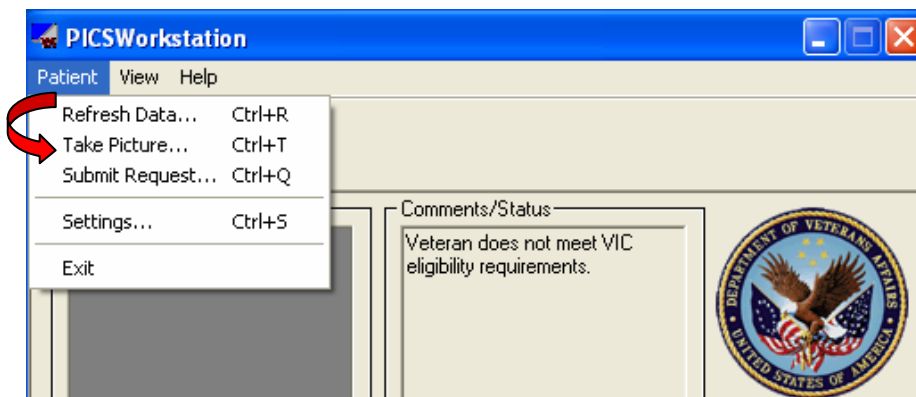 PICSWorkstation
Patient View Help
Refresh Data... Ctrl+R
Take Picture... Ctrl+T
Submit Request... Ctrl+Q
Settings... Ctrl+S
Exit
Comments/Status
Veteran does not meet VIC
eligibility requirements.
DEPARTMENT OF VETERANS AFFAIRS
UNITED STATES OF